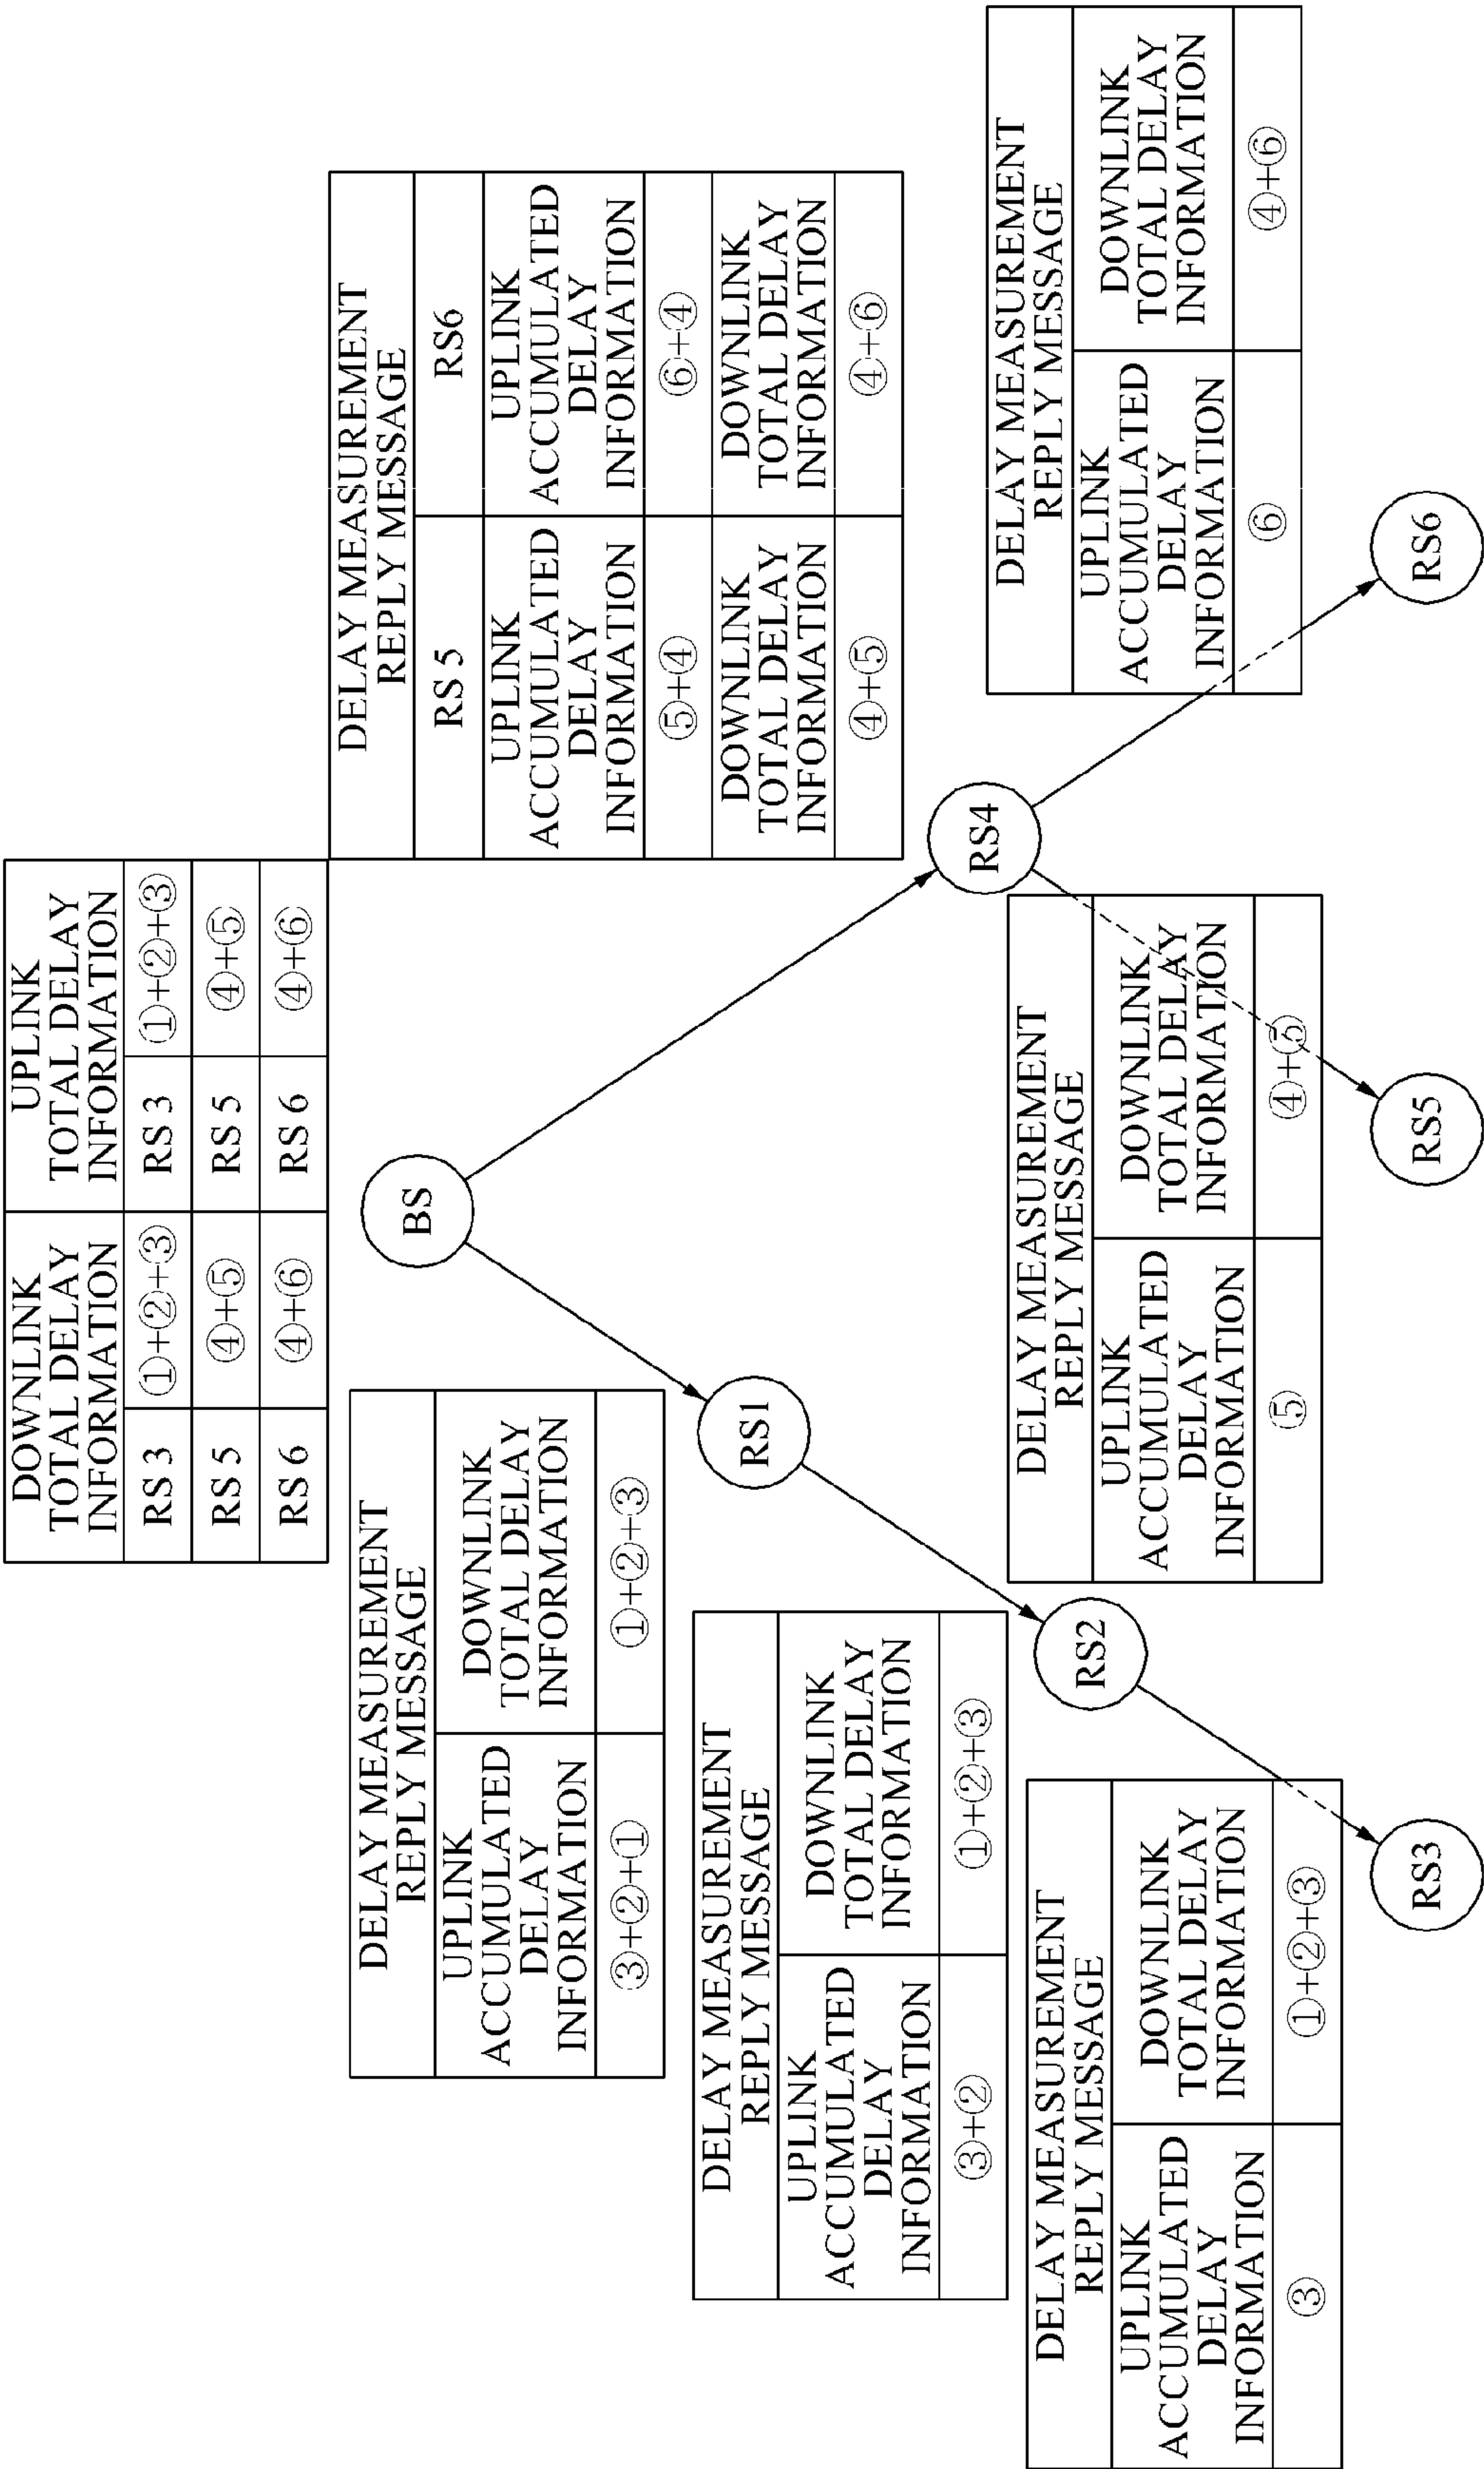 DOWNLINK
TOTAL DELAY
INFORMATION
UPLINK
TOTAL DELAY
INFORMATION
RS 3 ①+②+③ RS 3 ①+②+③
RS 5 ④+⑤ RS 5 ④+⑤
RS 6 ④+⑥ RS 6 ④+⑥
BS
DELAY MEASUREMENT
REPLY MESSAGE
UPLINK
ACCUMULATED
DELAY
INFORMATION
DOWNLINK
TOTAL DELAY
INFORMATION
③+②+① ①+②+③
RS1
DELAY MEASUREMENT
REPLY MESSAGE
RS 5 RS6
UPLINK
ACCUMULATED
DELAY
INFORMATION
UPLINK
ACCUMULATED
DELAY
INFORMATION
⑤+④ ⑥+④
DOWNLINK
TOTAL DELAY
INFORMATION
DOWNLINK
TOTAL DELAY
INFORMATION
④+⑤ ④+⑥
RS4
DELAY MEASUREMENT
REPLY MESSAGE
UPLINK
ACCUMULATED
DELAY
INFORMATION
DOWNLINK
TOTAL DELAY
INFORMATION
③+② ①+②+③
RS2
DELAY MEASUREMENT
REPLY MESSAGE
UPLINK
ACCUMULATED
DELAY
INFORMATION
DOWNLINK
TOTAL DELAY
INFORMATION
③ ①+②+③
RS3
DELAY MEASUREMENT
REPLY MESSAGE
UPLINK
ACCUMULATED
DELAY
INFORMATION
DOWNLINK
TOTAL DELAY
INFORMATION
⑤ ④+⑤
RS5
DELAY MEASUREMENT
REPLY MESSAGE
UPLINK
ACCUMULATED
DELAY
INFORMATION
DOWNLINK
TOTAL DELAY
INFORMATION
⑥ ④+⑥
RS6